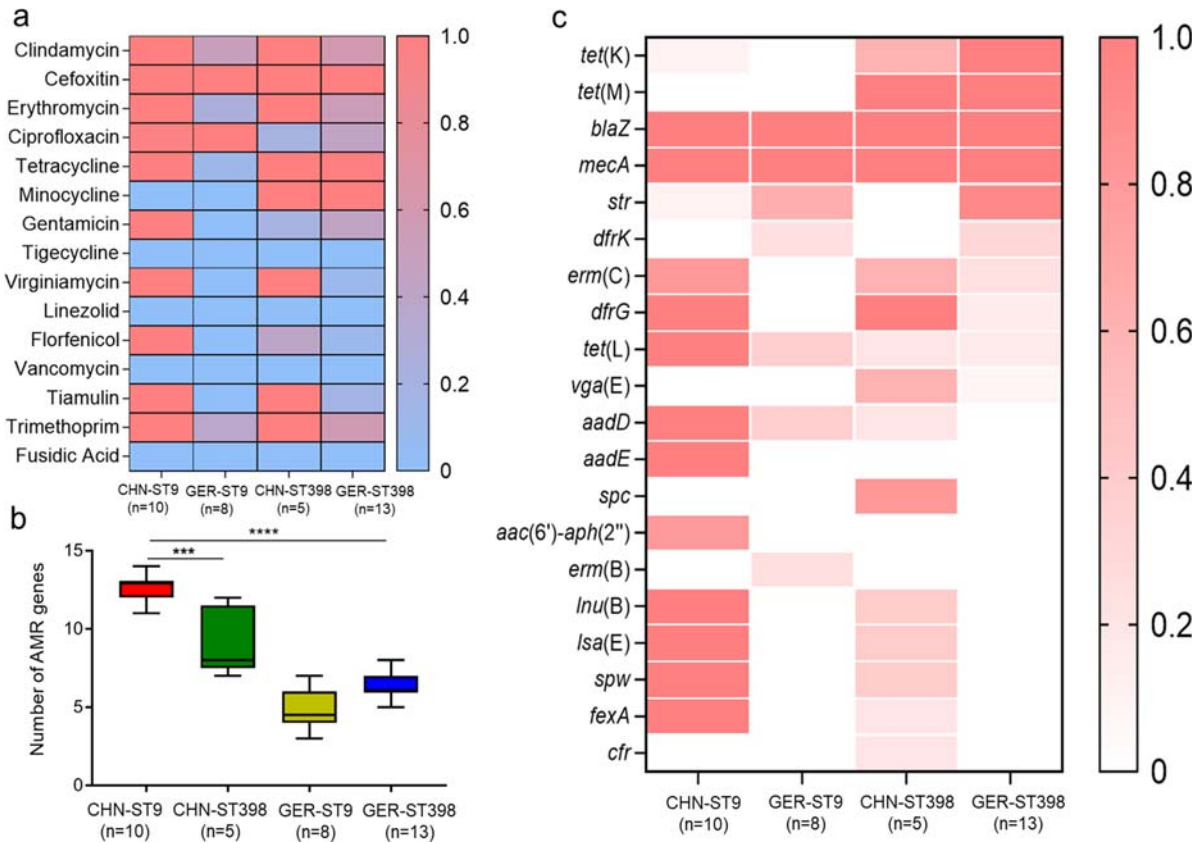 a
Clindamycin
Cefoxitin
Erythromycin
Ciprofloxacin
Tetracycline
Minocycline
Gentamicin
Tigecycline
Virginiamycin
Linezolid
Florfenicol
Vancomycin
Tiamulin
Trimethoprim
Fusidic Acid
1.0
0.8
0.6
0.4
0.2
0
CHN-ST9 GER-ST9 CHN-ST398 GER-ST398
(n=10) (n=8) (n=5) (n=13)
b
****
***
Number of AMR genes
15
10
5
0
CHN-ST9 CHN-ST398 GER-ST9 GER-ST398
(n=10) (n=5) (n=8) (n=13)
c
tet(K)
tet(M)
blaZ
mecA
str
dfrK
erm(C)
dfrG
tet(L)
vga(E)
aadD
aadE
spc
aac(6')-aph(2'')
erm(B)
lnu(B)
lsa(E)
spw
fexA
cfr
1.0
0.8
0.6
0.4
0.2
0
CHN-ST9 GER-ST9 CHN-ST398 GER-ST398
(n=10) (n=8) (n=5) (n=13)